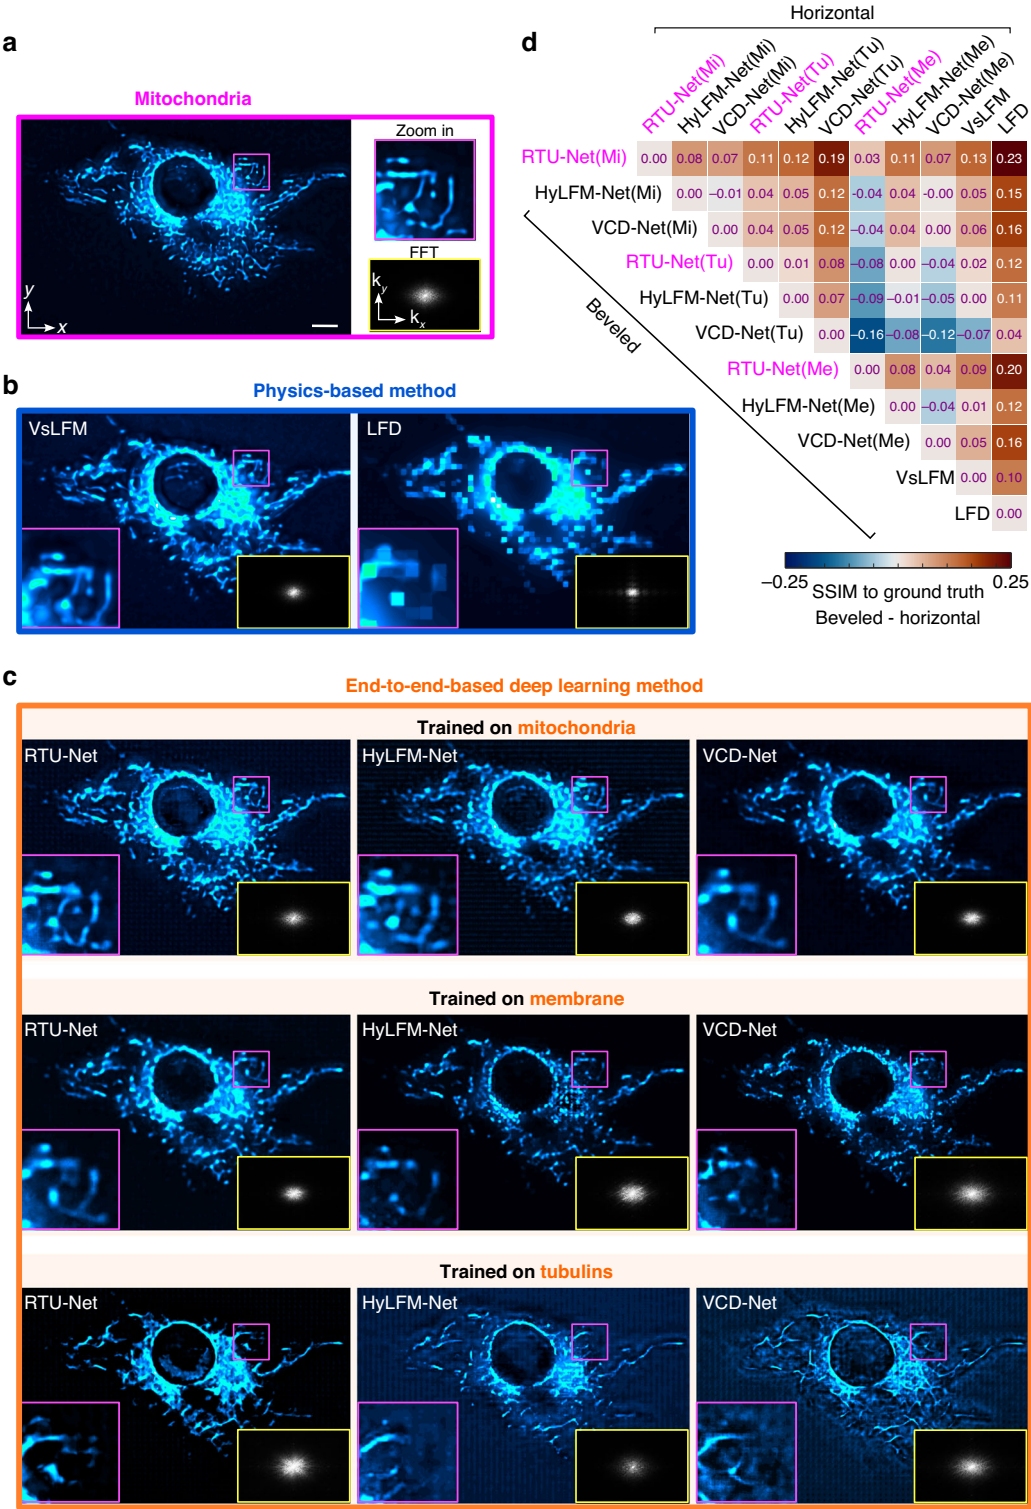 a
Mitochondria
Zoom in
FFT
y
x
k_y
k_x
b
Physics-based method
VsLFM
LFD
c
End-to-end-based deep learning method
Trained on mitochondria
RTU-Net
HyLFM-Net
VCD-Net
Trained on membrane
RTU-Net
HyLFM-Net
VCD-Net
Trained on tubulins
RTU-Net
HyLFM-Net
VCD-Net
d
Horizontal
RTU-Net(Mi)
HyLFM-Net(Mi)
VCD-Net(Mi)
RTU-Net(Tu)
HyLFM-Net(Tu)
VCD-Net(Tu)
RTU-Net(Me)
HyLFM-Net(Me)
VCD-Net(Me)
VsLFM
LFD
RTU-Net(Mi) 0.00 0.08 0.07 0.11 0.12 0.19 0.03 0.11 0.07 0.13 0.23
HyLFM-Net(Mi) 0.00 –0.01 0.04 0.05 0.12 -0.04 0.04 -0.00 0.05 0.15
VCD-Net(Mi) 0.00 0.04 0.05 0.12 –0.04 0.04 0.00 0.06 0.16
RTU-Net(Tu) 0.00 0.01 0.08 –0.08 0.00 –0.04 0.02 0.12
HyLFM-Net(Tu) 0.00 0.07 –0.09 –0.01 –0.05 0.00 0.11
VCD-Net(Tu) 0.00 –0.16 –0.08 –0.12 –0.07 0.04
RTU-Net(Me) 0.00 0.08 0.04 0.09 0.20
HyLFM-Net(Me) 0.00 –0.04 0.01 0.12
VCD-Net(Me) 0.00 0.05 0.16
VsLFM 0.00 0.10
LFD 0.00
Beveled
–0.25 0.25
SSIM to ground truth
Beveled - horizontal